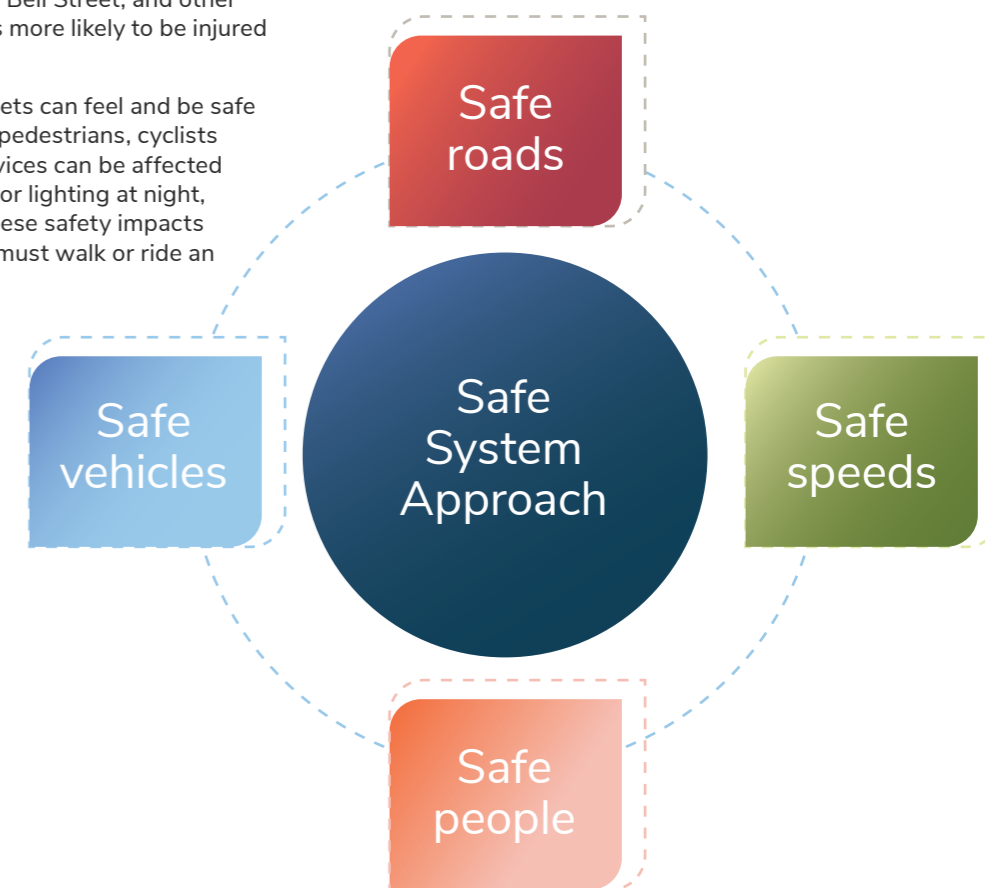 Bell Street, and other
s more likely to be injured
ets can feel and be safe
pedestrians, cyclists
vices can be affected
or lighting at night,
ese safety impacts
must walk or ride an
Safe
roads
Safe
vehicles
Safe
System
Approach
Safe
speeds
Safe
people